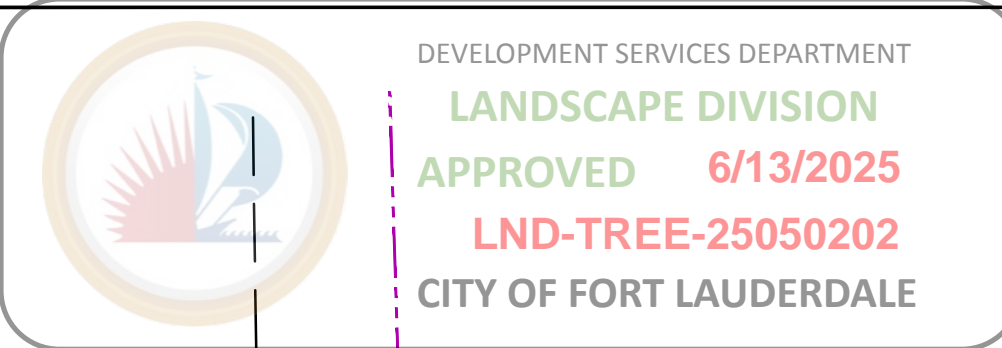 DEVELOPMENT SERVICES DEPARTMENT
LANDSCAPE DIVISION
APPROVED 6/13/2025
LND-TREE-25050202
CITY OF FORT LAUDERDALE